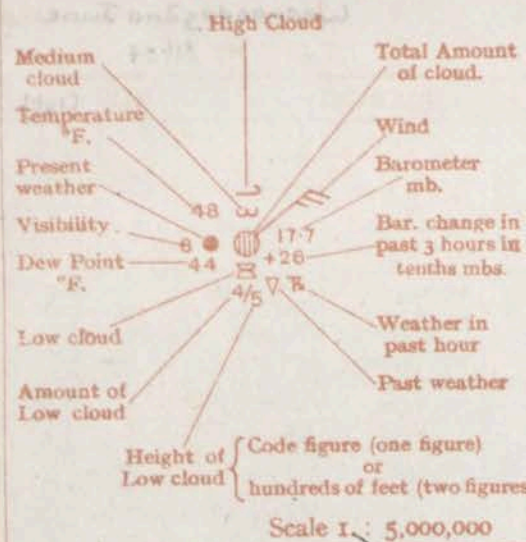 High Cloud
Medium cloud
Total Amount of cloud.
Temperature °F.
Wind
Present weather
Barometer mb.
48
Visibility
6
17·7
Bar. change in past 3 hours in tenths mbs.
+26
Dew Point °F.
44
4/5
Low cloud
Weather in past hour
Amount of Low cloud
Past weather
Height of Low cloud
Code figure (one figure)
or
hundreds of feet (two figures
Scale 1 : 5,000,000